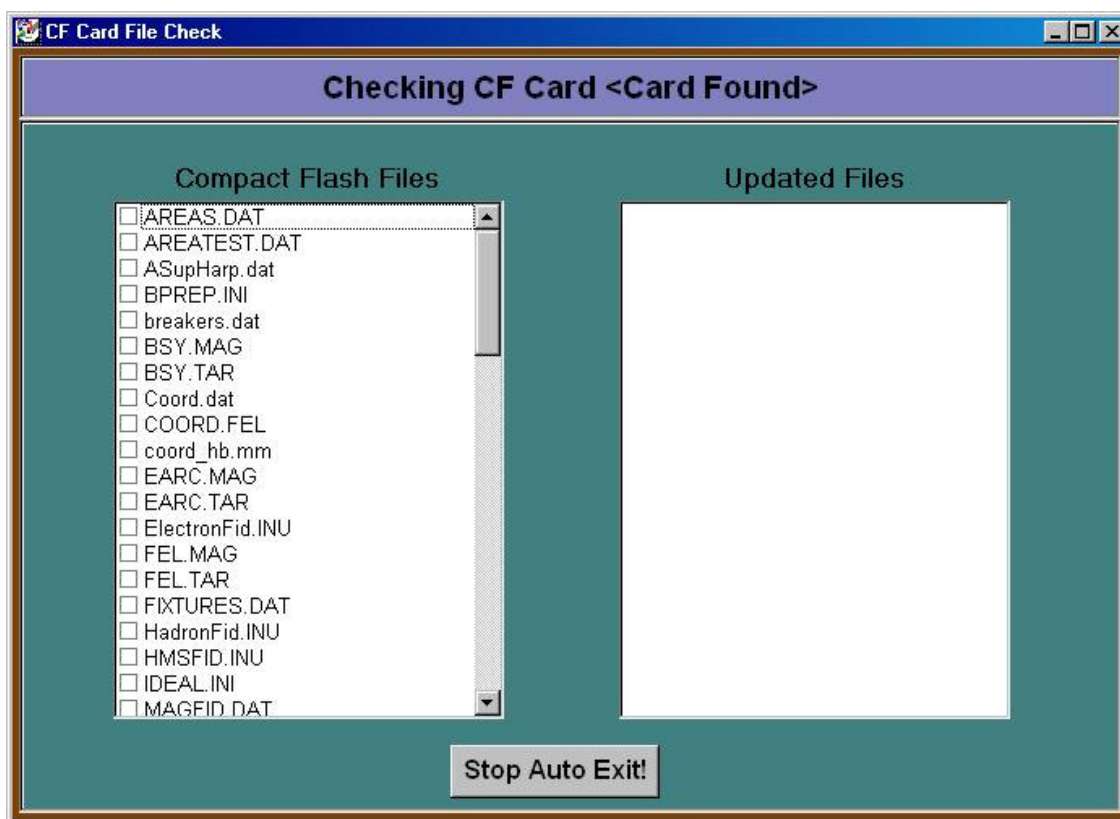 CF Card File Check
Checking CF Card <Card Found>
Compact Flash Files
AREAS.DAT
AREATEST.DAT
ASupHarp.dat
BPREP.INI
breakers.dat
BSY.MAG
BSY.TAR
Coord.dat
COORD.FEL
coord_hb.mm
EARC.MAG
EARC.TAR
ElectronFid.INU
FEL.MAG
FEL.TAR
FIXTURES.DAT
HadronFid.INU
HMSFID.INU
IDEAL.INI
MAGFID.DAT
Updated Files
Stop Auto Exit!